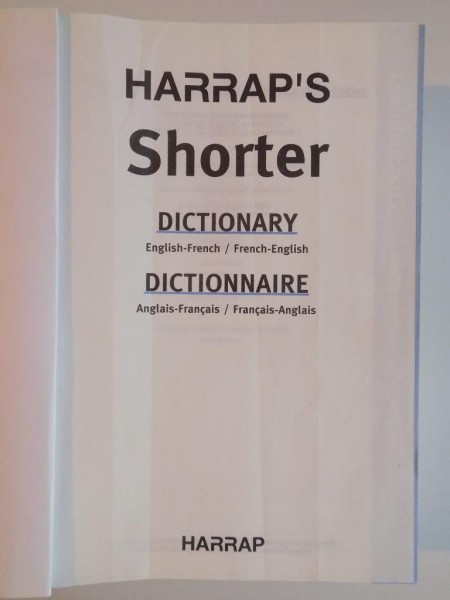 HARRAP'S
Shorter
DICTIONARY
English-French / French-English
DICTIONNAIRE
Anglais-Français / Français-Anglais
HARRAP